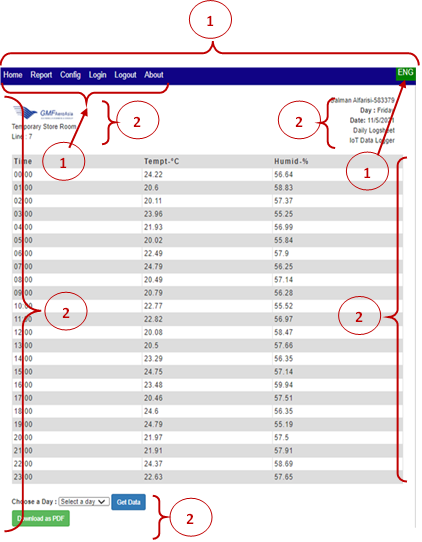 1
Home Report Config Login Logout About ENG
Salman Alfarisi-583379
GMF AeroAsia
Day : Friday
Date: 11/5/2021
Temporary Store Room
Daily Logsheet
Line : 7
IoT Data Logger
2
2
1
1
Time Tempt-°C Humid-%
00:00 24.22 56.64
01:00 20.6 58.83
02:00 20.11 57.37
03:00 23.96 55.25
04:00 21.93 56.99
05:00 20.02 55.84
06:00 22.49 57.9
07:00 24.79 56.25
08:00 20.49 57.14
09:00 20.79 56.28
10:00 22.77 55.52
11:00 22.82 56.97
2
2
12:00 20.08 58.47
13:00 20.5 57.66
14:00 23.29 56.35
15:00 24.75 57.14
16:00 23.48 59.94
17:00 20.46 57.51
18:00 24.6 56.35
19:00 24.79 55.19
20:00 21.97 57.5
21:00 21.91 57.91
22:00 24.37 58.69
23:00 22.63 57.65
Choose a Day : Select a day Get Data
Download as PDF
2